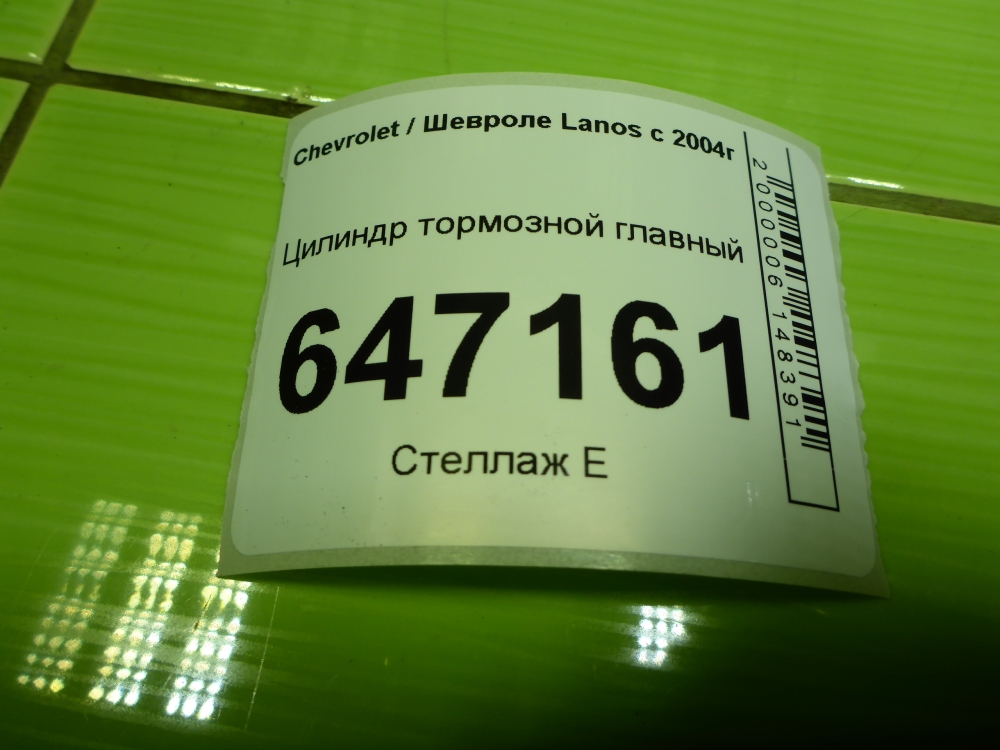 Chevrolet / Шевроле Lanos с 2004г
Цилиндр тормозной главный
647161
Стеллаж Е
2000006148391